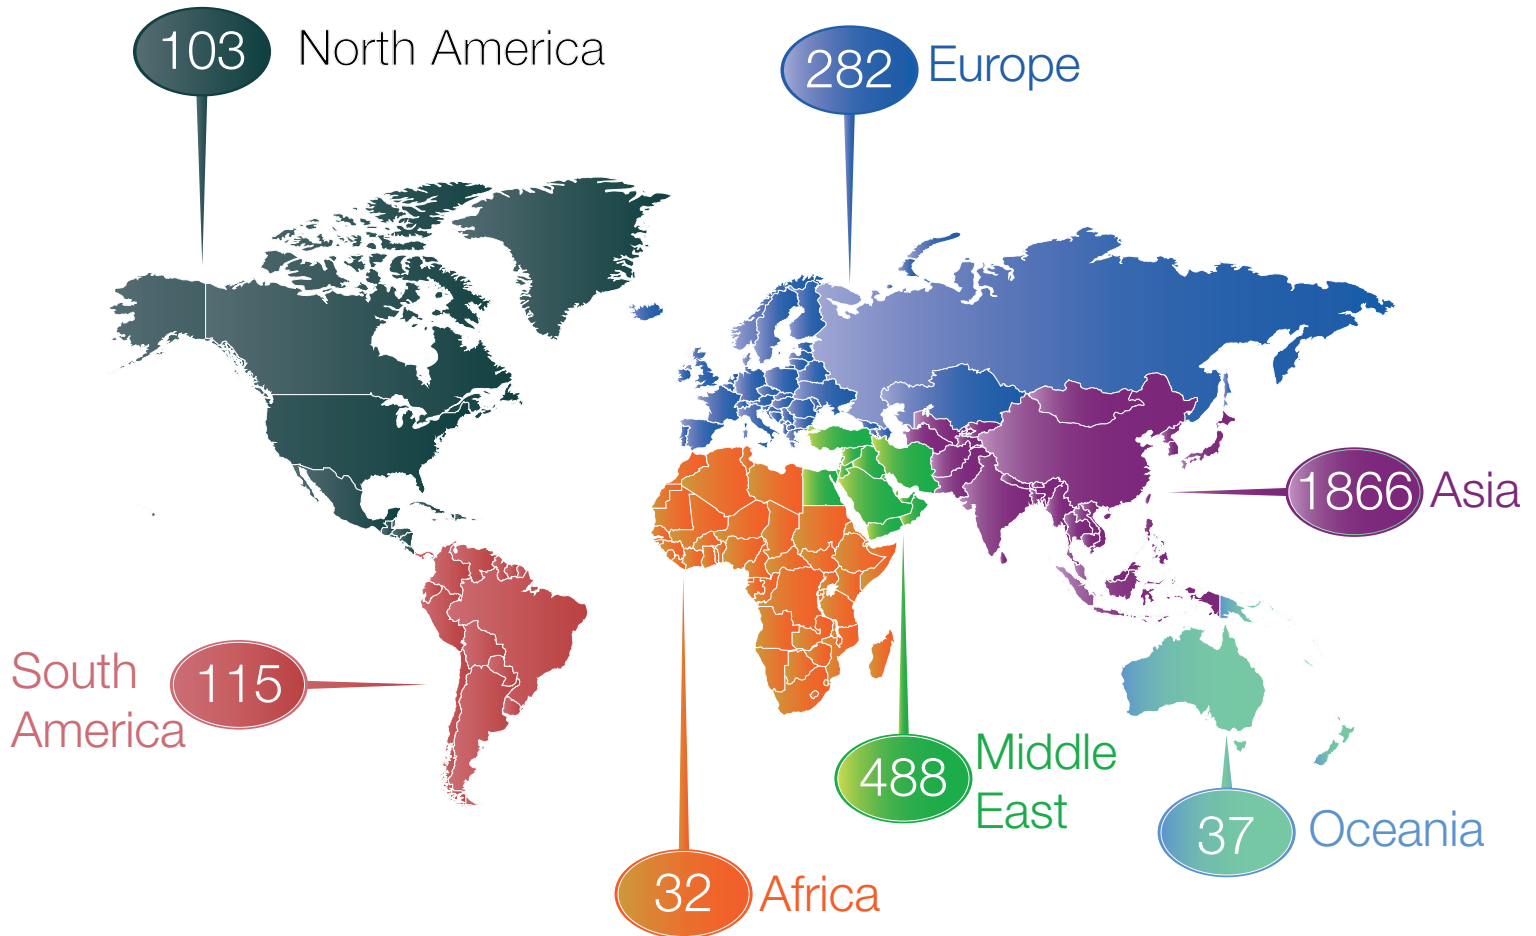 103 North America
282 Europe
1866 Asia
South
America
115
488
Middle
East
37 Oceania
32 Africa